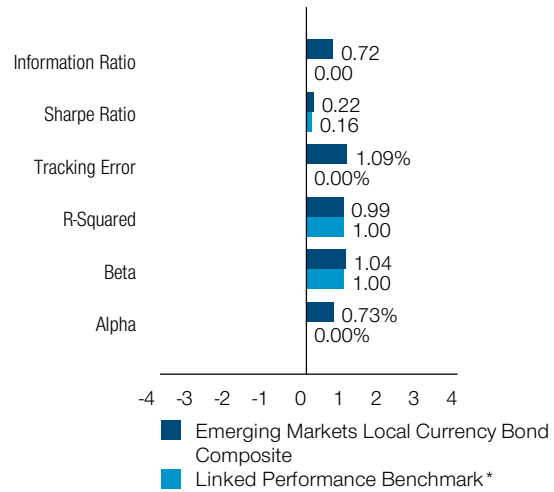 Information Ratio
0.72
0.00
Sharpe Ratio
0.22
0.16
Tracking Error
1.09%
0.00%
R-Squared
0.99
1.00
Beta
1.04
1.00
Alpha
0.73%
0.00%
-4 -3 -2 -1 0 1 2 3 4
Emerging Markets Local Currency Bond
Composite
Linked Performance Benchmark*